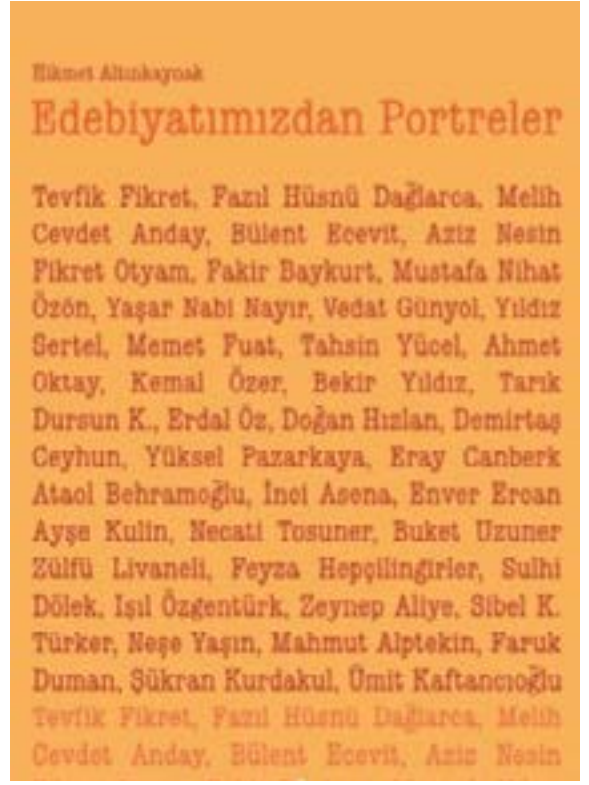 Hikmet Altınkaynak
Edebiyatımızdan Portreler
Tevfik Fikret, Fazıl Hüsnü Dağlarca, Melih
Cevdet Anday, Bülent Ecevit, Aziz Nesin
Fikret Otyam, Fakir Baykurt, Mustafa Nihat
Özön, Yaşar Nabi Nayır, Vedat Günyol, Yıldız
Sertel, Memet Fuat, Tahsin Yücel, Ahmet
Oktay, Kemal Özer, Bekir Yıldız, Tarık
Dursun K., Erdal Öz, Doğan Hızlan, Demirtaş
Ceyhun, Yüksel Pazarkaya, Eray Canberk
Ataol Behramoğlu, İnci Asena, Enver Ercan
Ayşe Kulin, Necati Tosuner, Buket Uzuner
Zülfü Livaneli, Feyza Hepçilingirler, Sulhi
Dölek, Işıl Özgentürk, Zeynep Aliye, Sibel K.
Türker, Neşe Yaşın, Mahmut Alptekin, Faruk
Duman, Şükran Kurdakul, Ümit Kaftancıoğlu
Tevfik Fikret, Fazıl Hüsnü Dağlarca, Melih
Cevdet Anday, Bülent Ecevit, Aziz Nesin